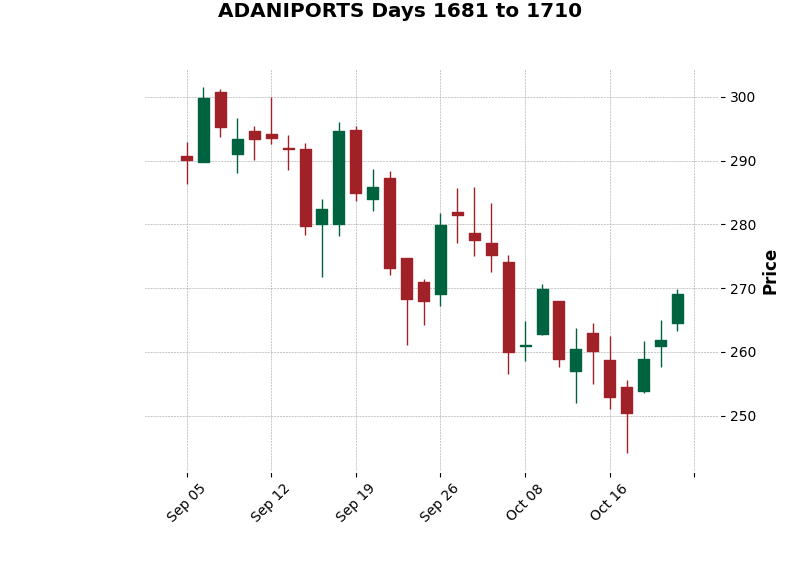 ADANIPORTS Days 1681 to 1710
300
290
280
270
260
250
Price
Sep 05
Sep 12
Sep 19
Sep 26
Oct 08
Oct 16